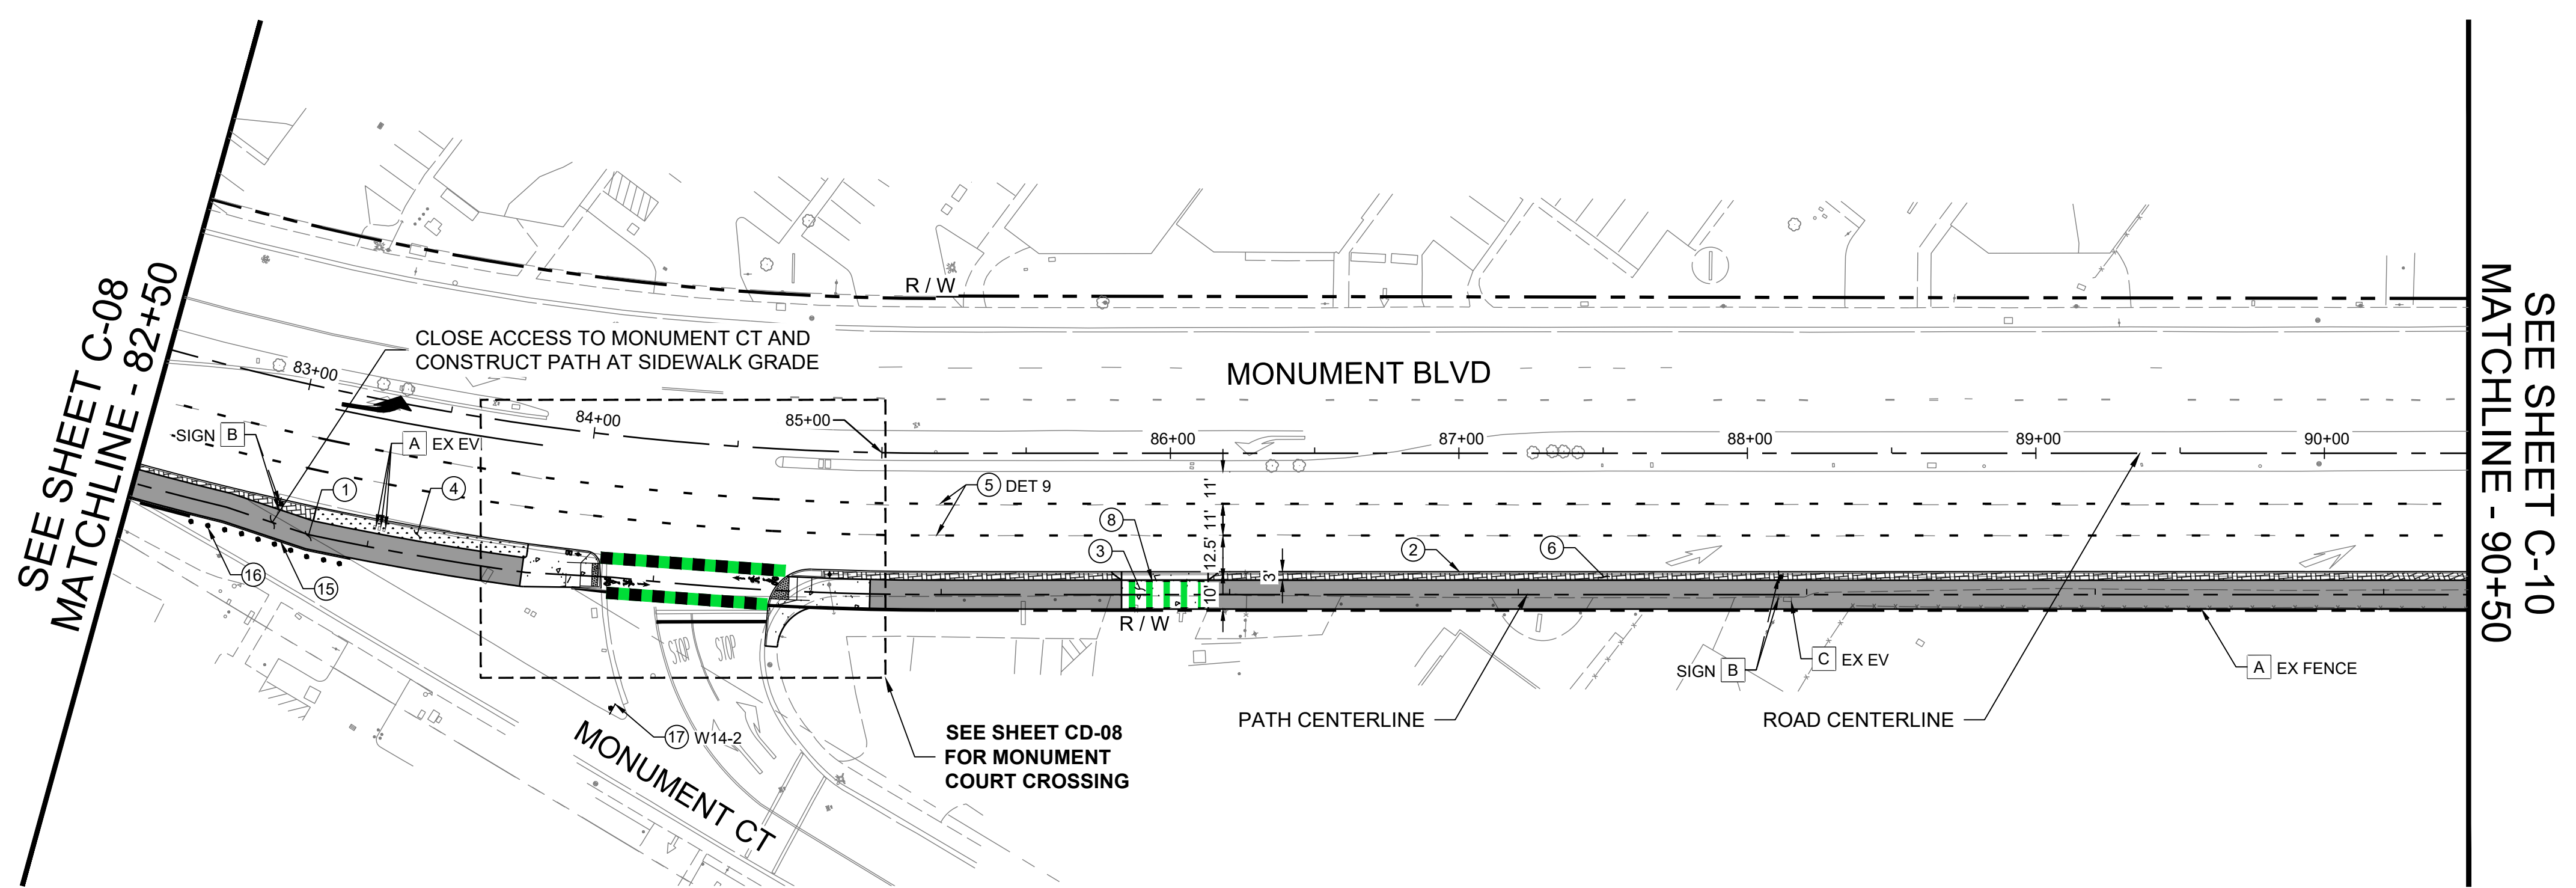 SEE SHEET C-08
MATCHLINE - 82+50
R / W
CLOSE ACCESS TO MONUMENT CT AND
CONSTRUCT PATH AT SIDEWALK GRADE
MONUMENT BLVD
83+00
84+00
85+00
86+00
87+00
88+00
89+00
90+00
SIGN B
A EX EV
1
4
5 DET 9
11'
11'
12.5'
10'
3'
8
3
2
6
16
15
R / W
STOP
STOP
SIGN B
C EX EV
A EX FENCE
PATH CENTERLINE
ROAD CENTERLINE
17 W14-2
SEE SHEET CD-08
FOR MONUMENT
COURT CROSSING
MONUMENT CT
SEE SHEET C-10
MATCHLINE - 90+50